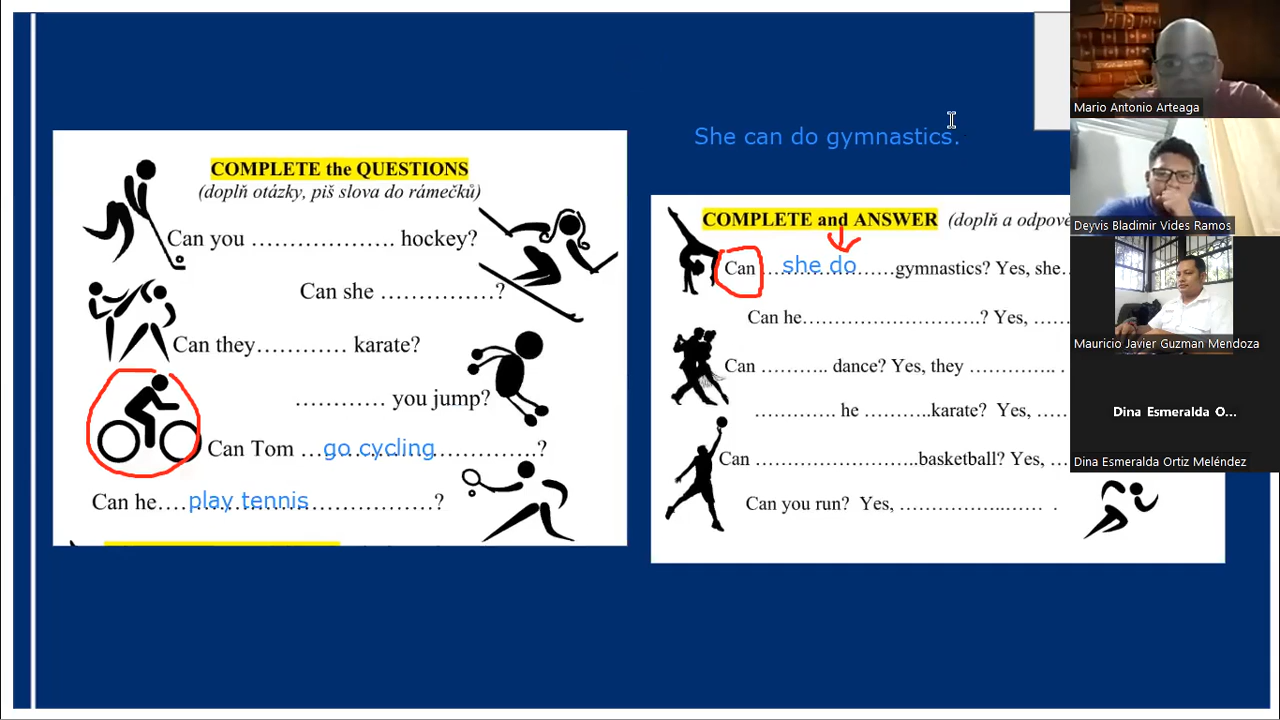 She can do gymnastics.
COMPLETE the QUESTIONS
(doplň otázky, piš slova do rámečků)
Can you ………………. hockey?
Can she ……………?
Can they………… karate?
………… you jump?
Can Tom …go cycling……………?
Can he….play tennis………………?
COMPLETE and ANSWER (doplň a odpově
Can …she do……gymnastics? Yes, she..
Can he……………………….? Yes, ……
Can ……….. dance? Yes, they ………….. .
………… he ……….karate? Yes, …..
Can …………………….basketball? Yes, …
Can you run? Yes, ……………..…… .
Mario Antonio Arteaga
Deyvis Bladimir Vides Ramos
Mauricio Javier Guzman Mendoza
Dina Esmeralda O...
Dina Esmeralda Ortiz Meléndez